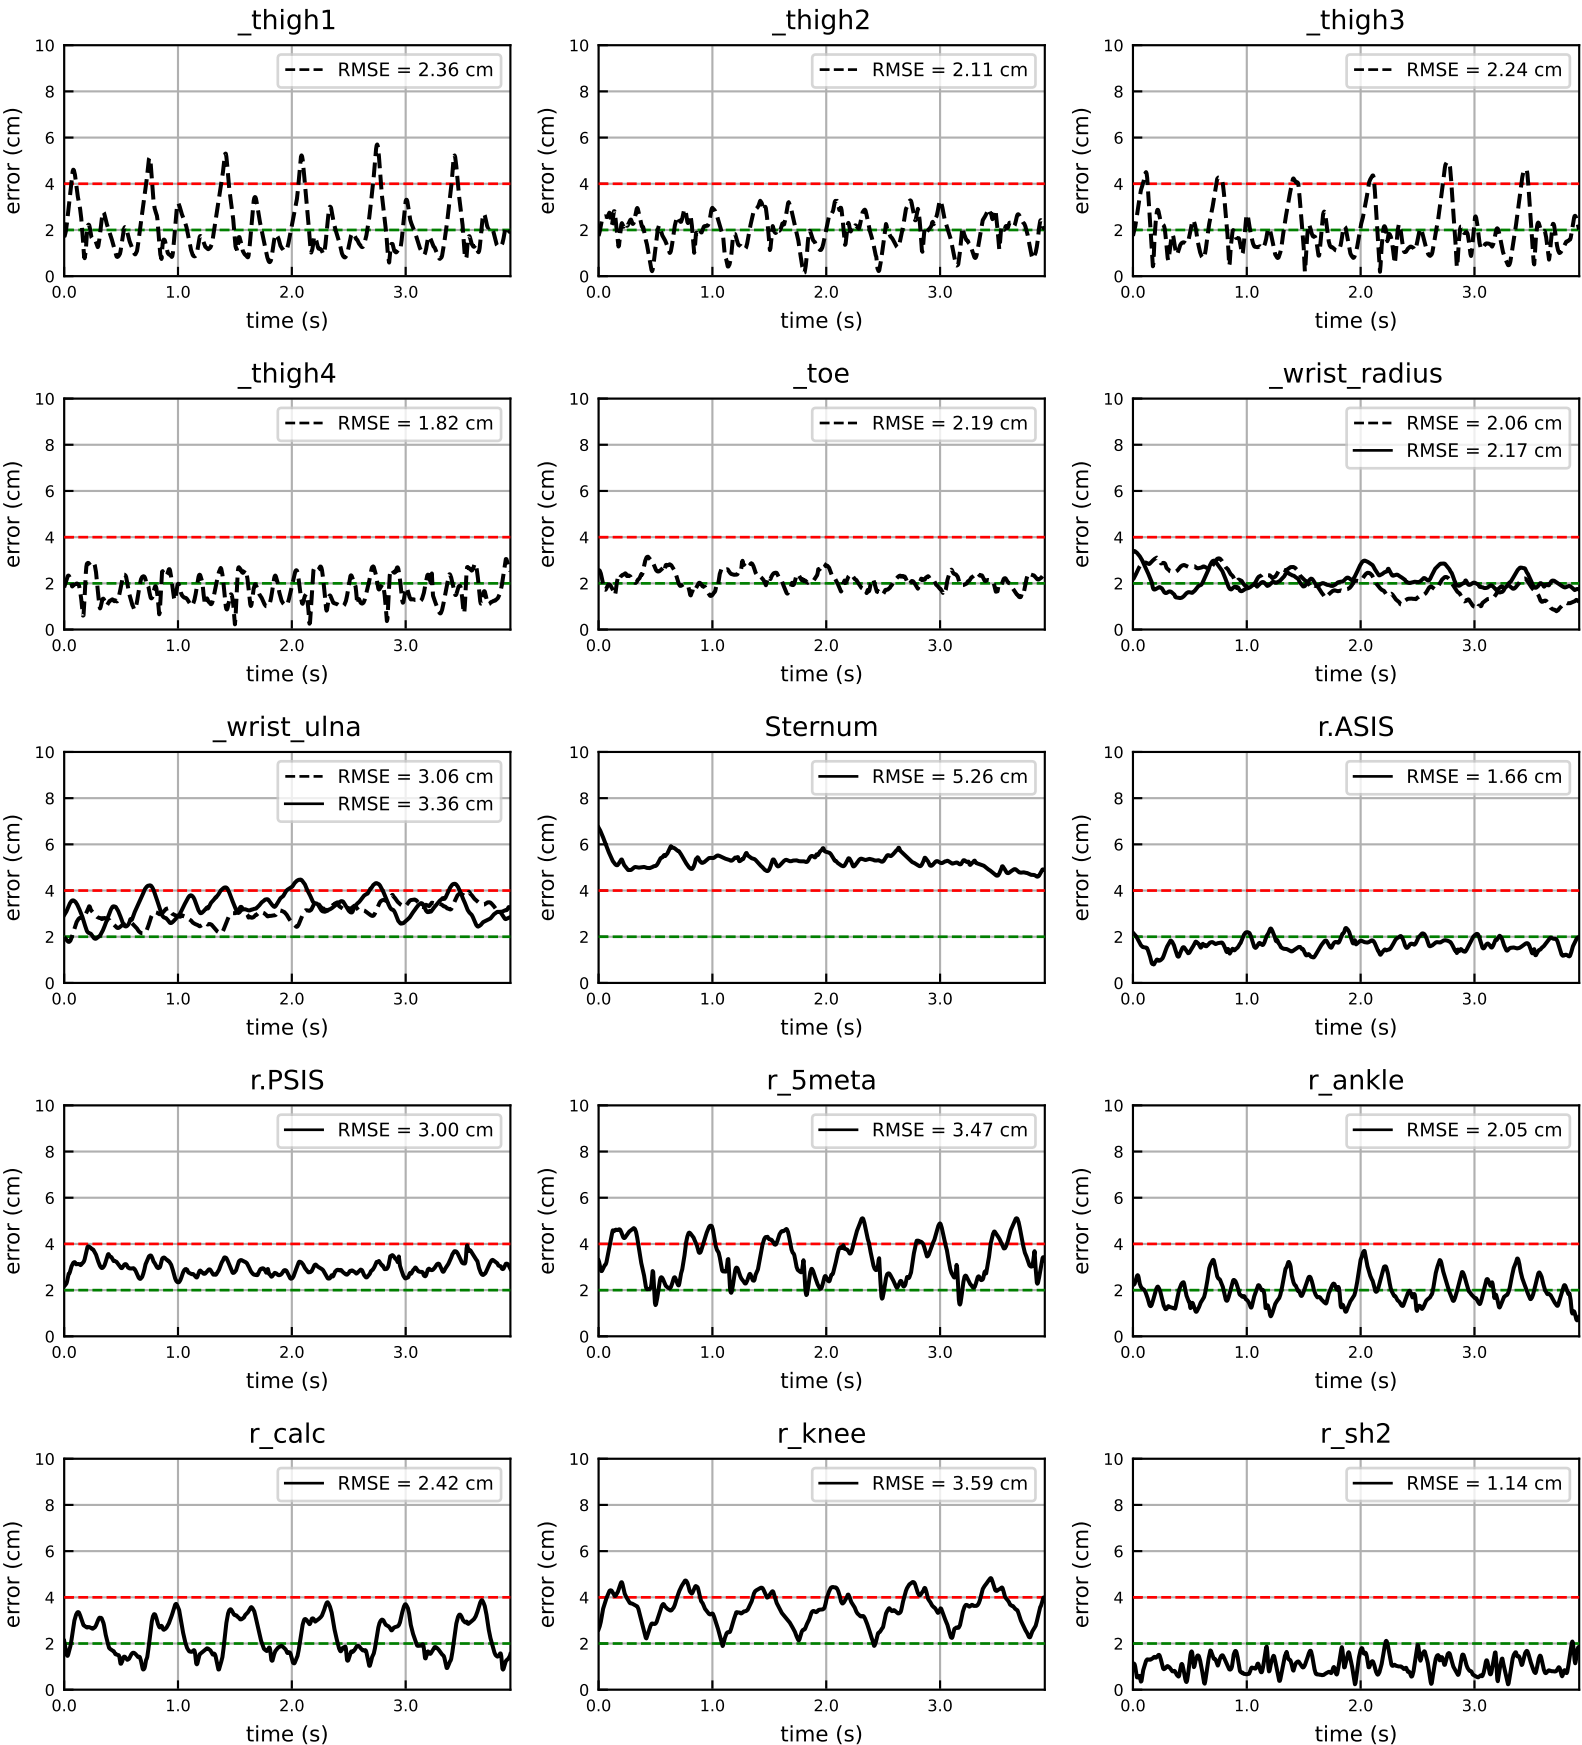 _thigh1 _thigh2 _thigh3
RMSE = 2.36 cm RMSE = 2.11 cm RMSE = 2.24 cm
error (cm) error (cm) error (cm)
10 8 6 4 2 0 10 8 6 4 2 0 10 8 6 4 2 0
0.0 1.0 2.0 3.0 0.0 1.0 2.0 3.0 0.0 1.0 2.0 3.0
time (s) time (s) time (s)
_thigh4 _toe _wrist_radius
RMSE = 1.82 cm RMSE = 2.19 cm RMSE = 2.06 cm
RMSE = 2.17 cm
error (cm) error (cm) error (cm)
10 8 6 4 2 0 10 8 6 4 2 0 10 8 6 4 2 0
0.0 1.0 2.0 3.0 0.0 1.0 2.0 3.0 0.0 1.0 2.0 3.0
time (s) time (s) time (s)
_wrist_ulna Sternum r.ASIS
RMSE = 3.06 cm RMSE = 5.26 cm RMSE = 1.66 cm
RMSE = 3.36 cm
error (cm) error (cm) error (cm)
10 8 6 4 2 0 10 8 6 4 2 0 10 8 6 4 2 0
0.0 1.0 2.0 3.0 0.0 1.0 2.0 3.0 0.0 1.0 2.0 3.0
time (s) time (s) time (s)
r.PSIS r_5meta r_ankle
RMSE = 3.00 cm RMSE = 3.47 cm RMSE = 2.05 cm
error (cm) error (cm) error (cm)
10 8 6 4 2 0 10 8 6 4 2 0 10 8 6 4 2 0
0.0 1.0 2.0 3.0 0.0 1.0 2.0 3.0 0.0 1.0 2.0 3.0
time (s) time (s) time (s)
r_calc r_knee r_sh2
RMSE = 2.42 cm RMSE = 3.59 cm RMSE = 1.14 cm
error (cm) error (cm) error (cm)
10 8 6 4 2 0 10 8 6 4 2 0 10 8 6 4 2 0
0.0 1.0 2.0 3.0 0.0 1.0 2.0 3.0 0.0 1.0 2.0 3.0
time (s) time (s) time (s)